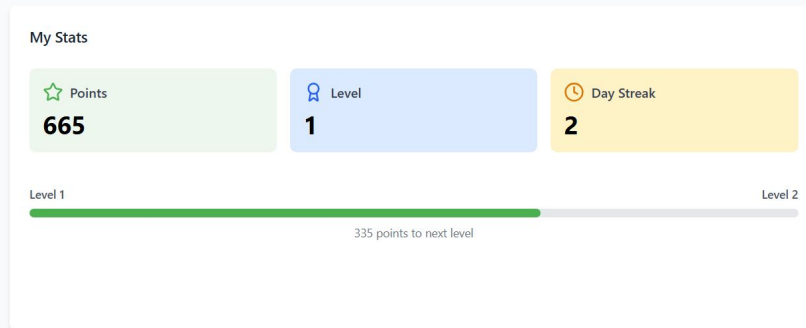 My Stats
Points
665
Level
1
Day Streak
2
Level 1
Level 2
335 points to next level